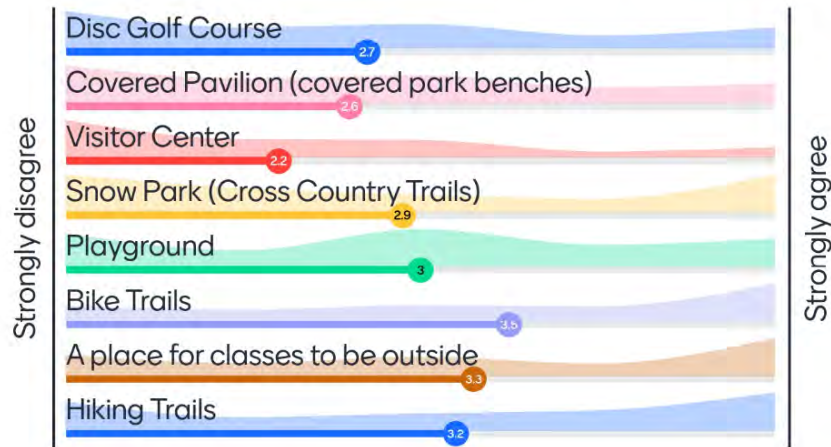 Disc Golf Course
2.7
Covered Pavilion (covered park benches)
2.6
Visitor Center
2.2
Snow Park (Cross Country Trails)
2.9
Playground
3
Bike Trails
3.5
A place for classes to be outside
3.3
Hiking Trails
3.2
Strongly disagree
Strongly agree